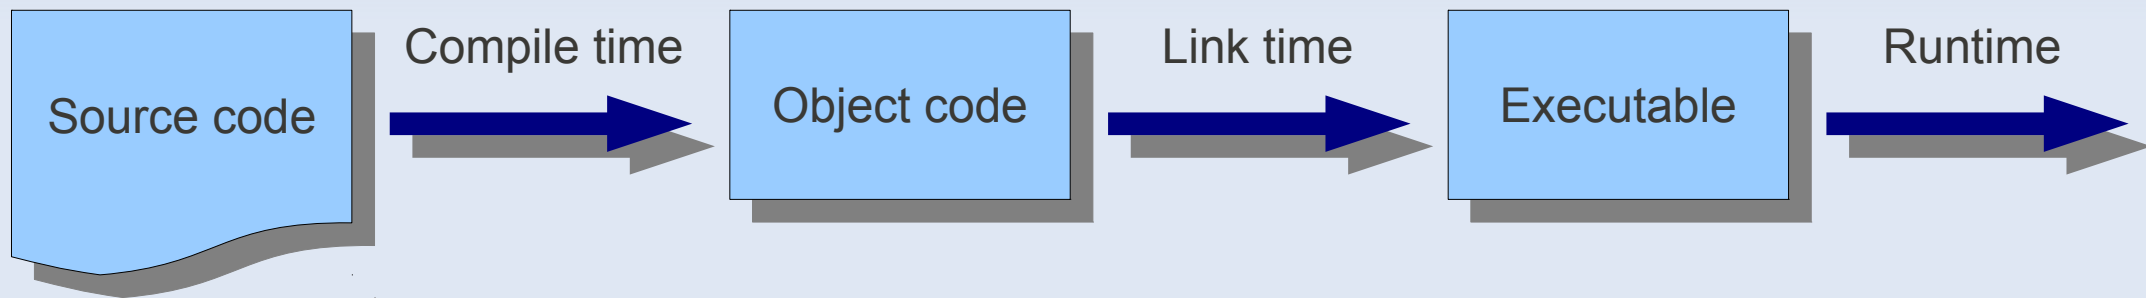 Source code
Compile time
Object code
Link time
Executable
Runtime